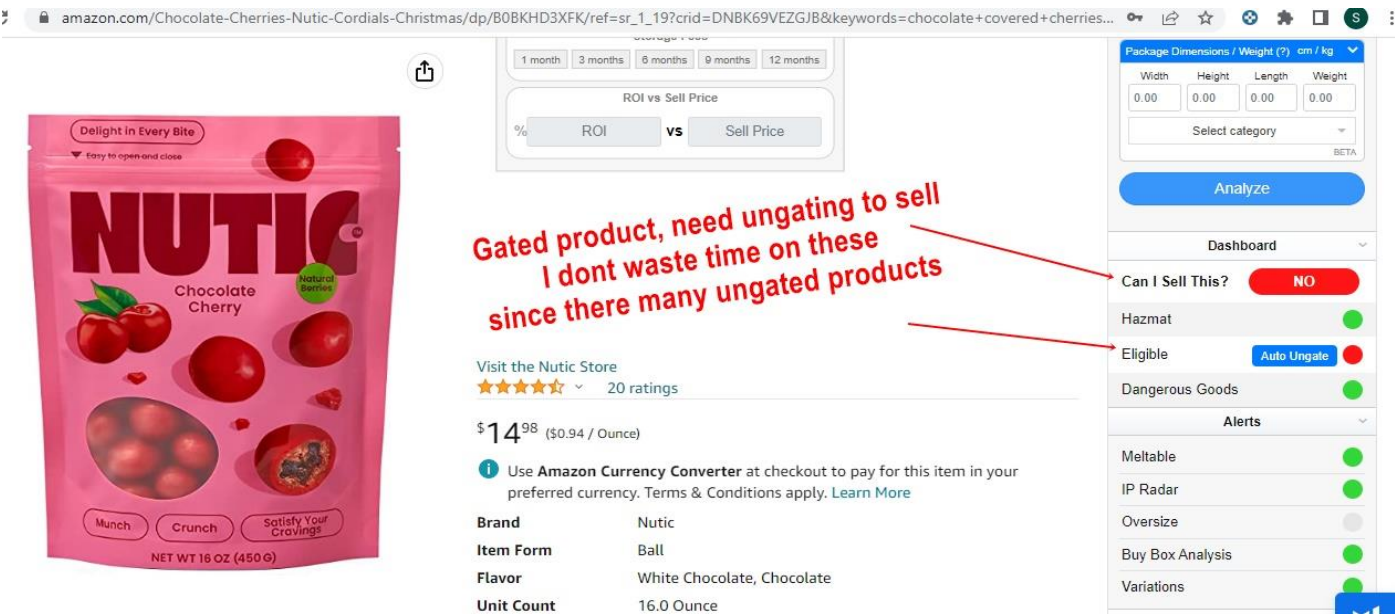 amazon.com/Chocolate-Cherries-Nutic-Cordials-Christmas/dp/B0BKHD3XFK/ref=sr_1_19?crid=DNBK69VEZGJB&keywords=chocolate+covered+cherries...
S
1 month 3 months 6 months 9 months 12 months
ROI vs Sell Price
% ROI vs Sell Price
Delight in Every Bite
Easy to open and close
NUTIC
Natural Berries
Chocolate
Cherry
Munch Crunch Satisfy Your Cravings
NET WT 16 OZ (450 G)
Gated product, need ungating to sell
I dont waste time on these
since there many ungated products
Visit the Nutic Store
20 ratings
$14.98 ($0.94 / Ounce)
Use Amazon Currency Converter at checkout to pay for this item in your
preferred currency. Terms & Conditions apply. Learn More
Brand Nutic
Item Form Ball
Flavor White Chocolate, Chocolate
Unit Count 16.0 Ounce
Package Dimensions / Weight (?) cm / kg
Width Height Length Weight
0.00 0.00 0.00 0.00
Select category
BETA
Analyze
Dashboard
Can I Sell This? NO
Hazmat
Eligible Auto Ungate
Dangerous Goods
Alerts
Meltable
IP Radar
Oversize
Buy Box Analysis
Variations